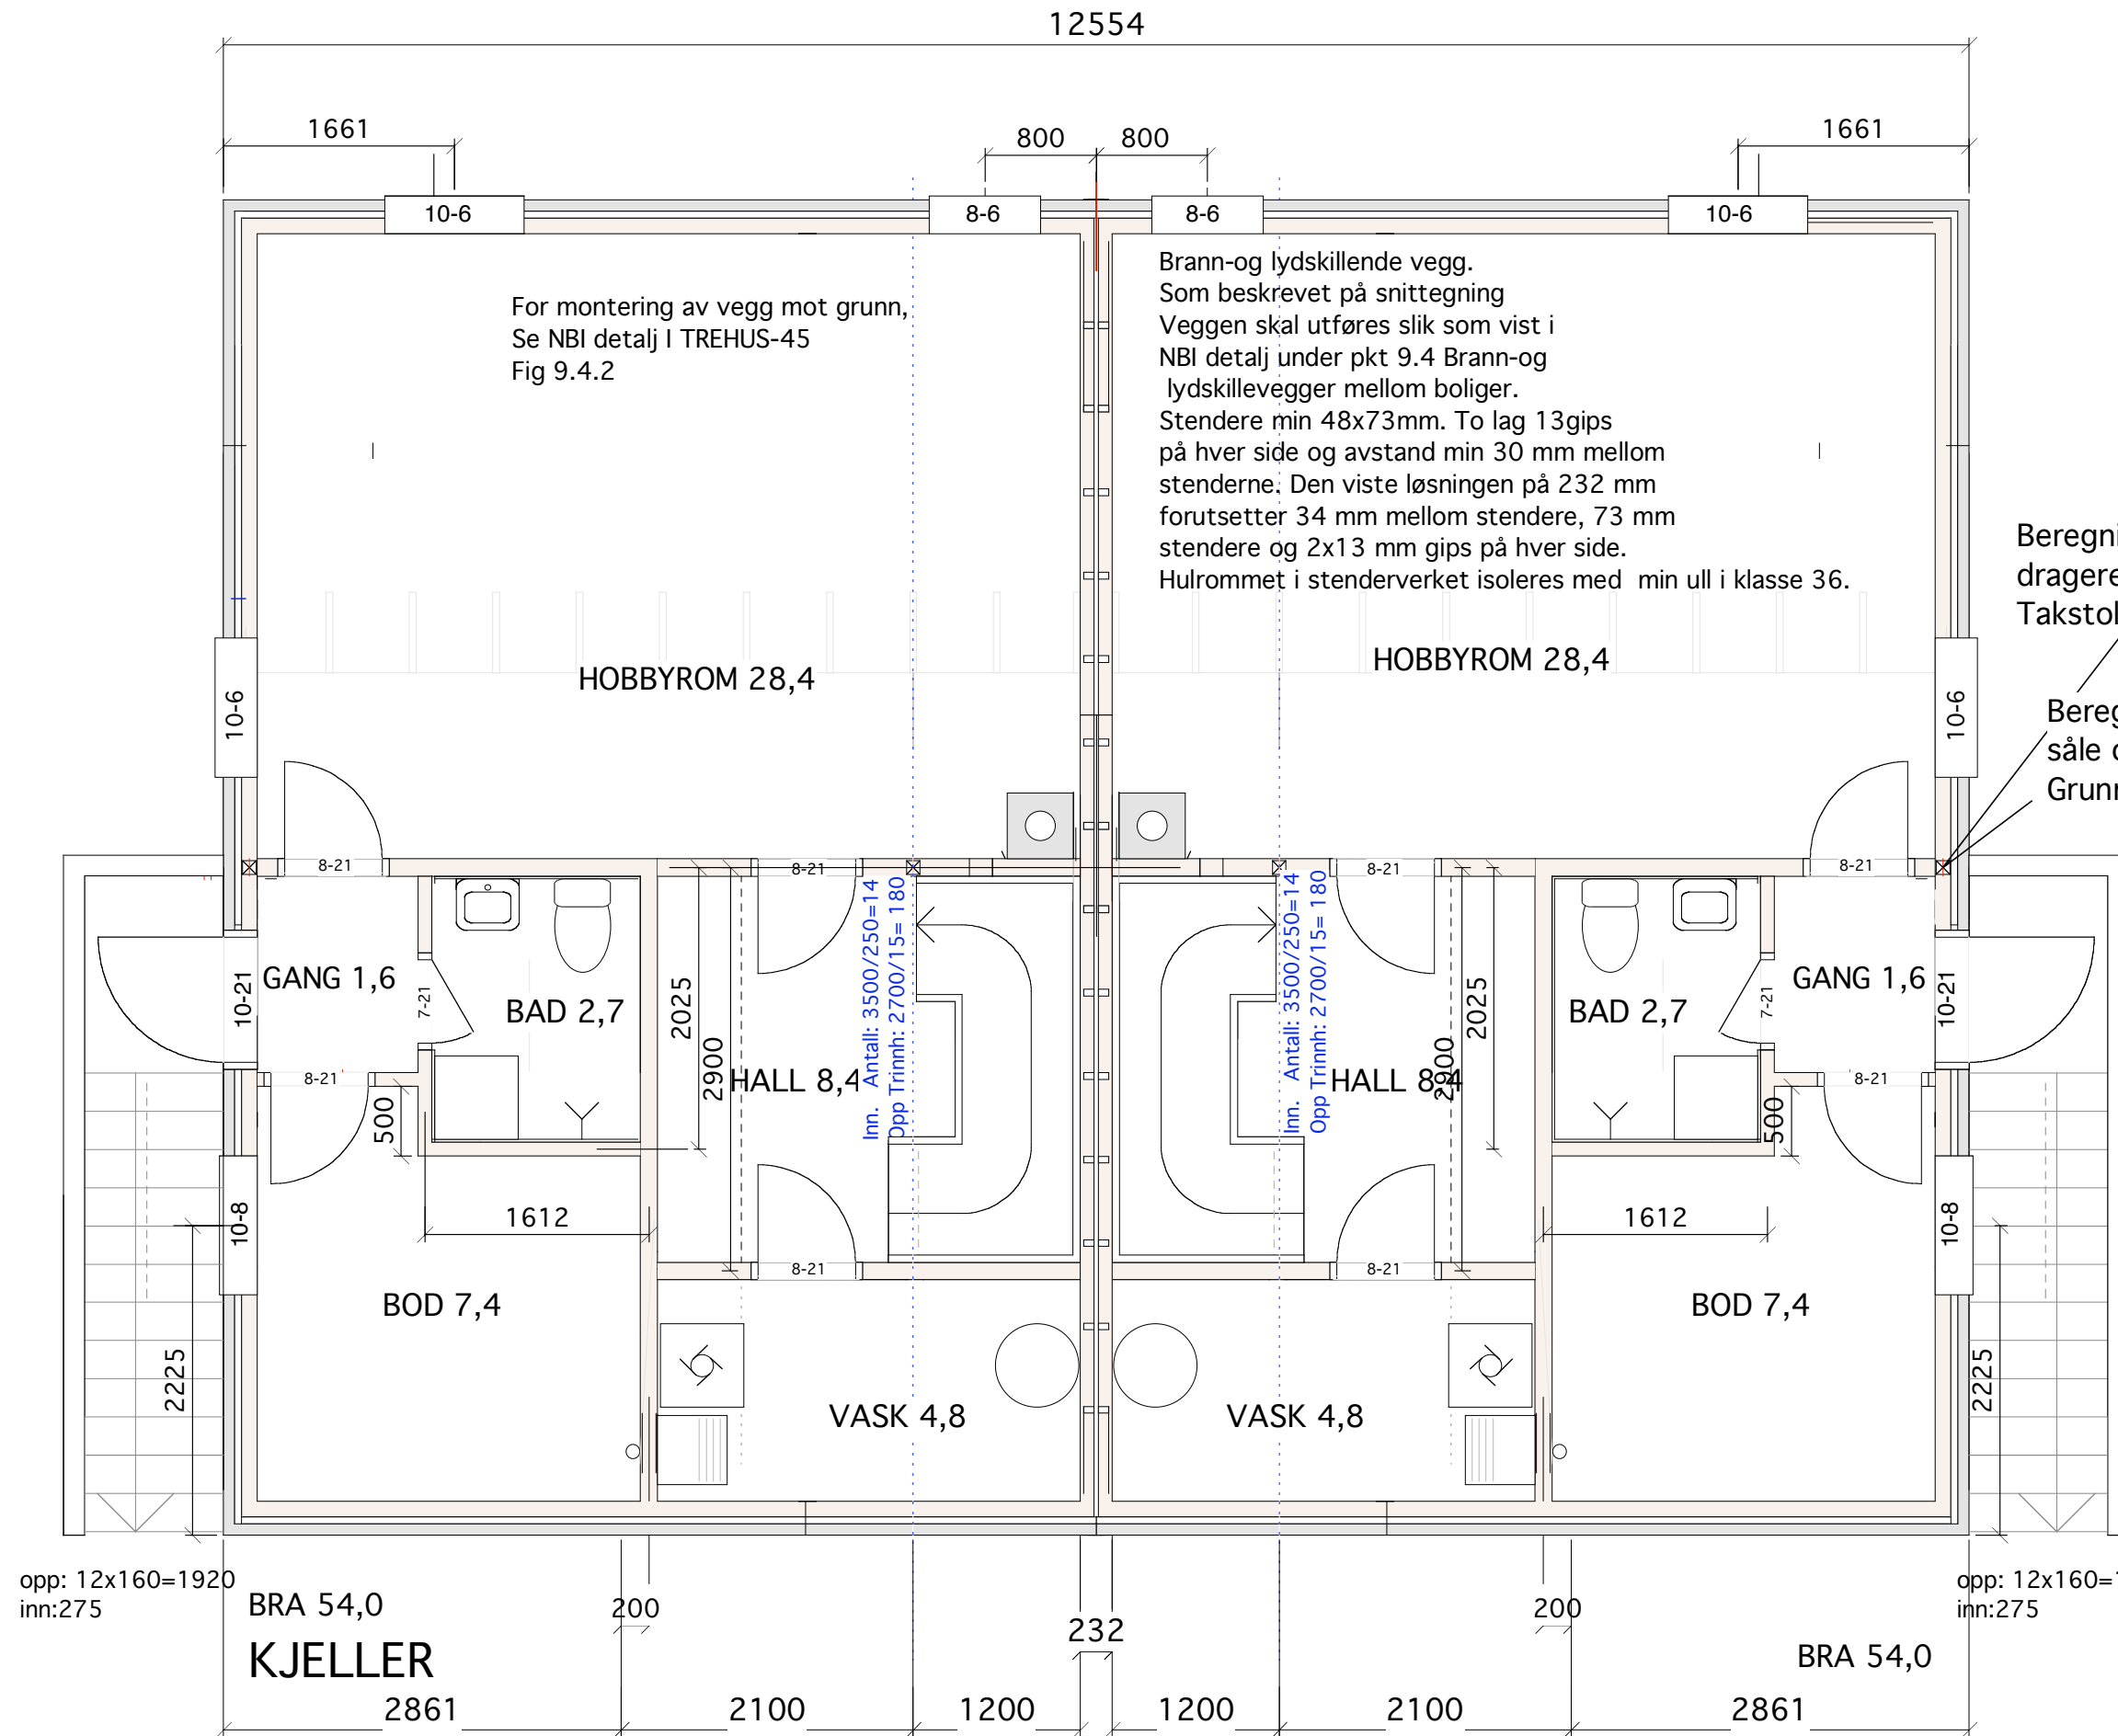 12554
1661
800
800
1661
10-6
8-6
8-6
10-6
For montering av vegg mot grunn,
Se NBI detalj I TREHUS-45
Fig 9.4.2
Brann-og lydskillende vegg.
Som beskrevet på snittegning
Veggen skal utføres slik som vist i
NBI detalj under pkt 9.4 Brann-og
lydskillevegger mellom boliger.
Stendere min 48x73mm. To lag 13gips
på hver side og avstand min 30 mm mellom
stenderne. Den viste løsningen på 232 mm
forutsetter 34 mm mellom stendere, 73 mm
stendere og 2x13 mm gips på hver side.
Hulrommet i stenderverket isoleres med min ull i klasse 36.
Beregni
dragere
Takstol
Bereg
såle o
Grunn
HOBBYROM 28,4
HOBBYROM 28,4
10-6
10-6
8-21
8-21
8-21
8-21
GANG 1,6
10-21
7-21
BAD 2,7
2025
2900
HALL 8,4
Inn. Antall: 3500/250=14
Opp Trinnh: 2700/15= 180
Inn. Antall: 3500/250=14
Opp Trinnh: 2700/15= 180
HALL 8,4
2900
2025
BAD 2,7
7-21
GANG 1,6
10-21
8-21
500
500
8-21
10-8
1612
8-21
8-21
1612
10-8
BOD 7,4
BOD 7,4
2225
VASK 4,8
VASK 4,8
2225
opp: 12x160=1920
inn:275
BRA 54,0
KJELLER
200
232
200
opp: 12x160=1
inn:275
BRA 54,0
2861
2100
1200
1200
2100
2861